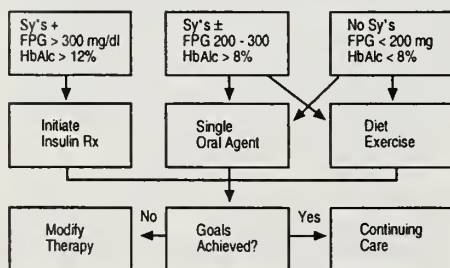 Sy's +
FPG > 300 mg/dl
HbAlc > 12%
Sy's ±
FPG 200 - 300
HbAlc > 8%
No Sy's
FPG < 200 mg
HbAlc < 8%
Initiate
Insulin Rx
Single
Oral Agent
Diet
Exercise
Modify
Therapy
No
Goals
Achieved?
Yes
Continuing
Care